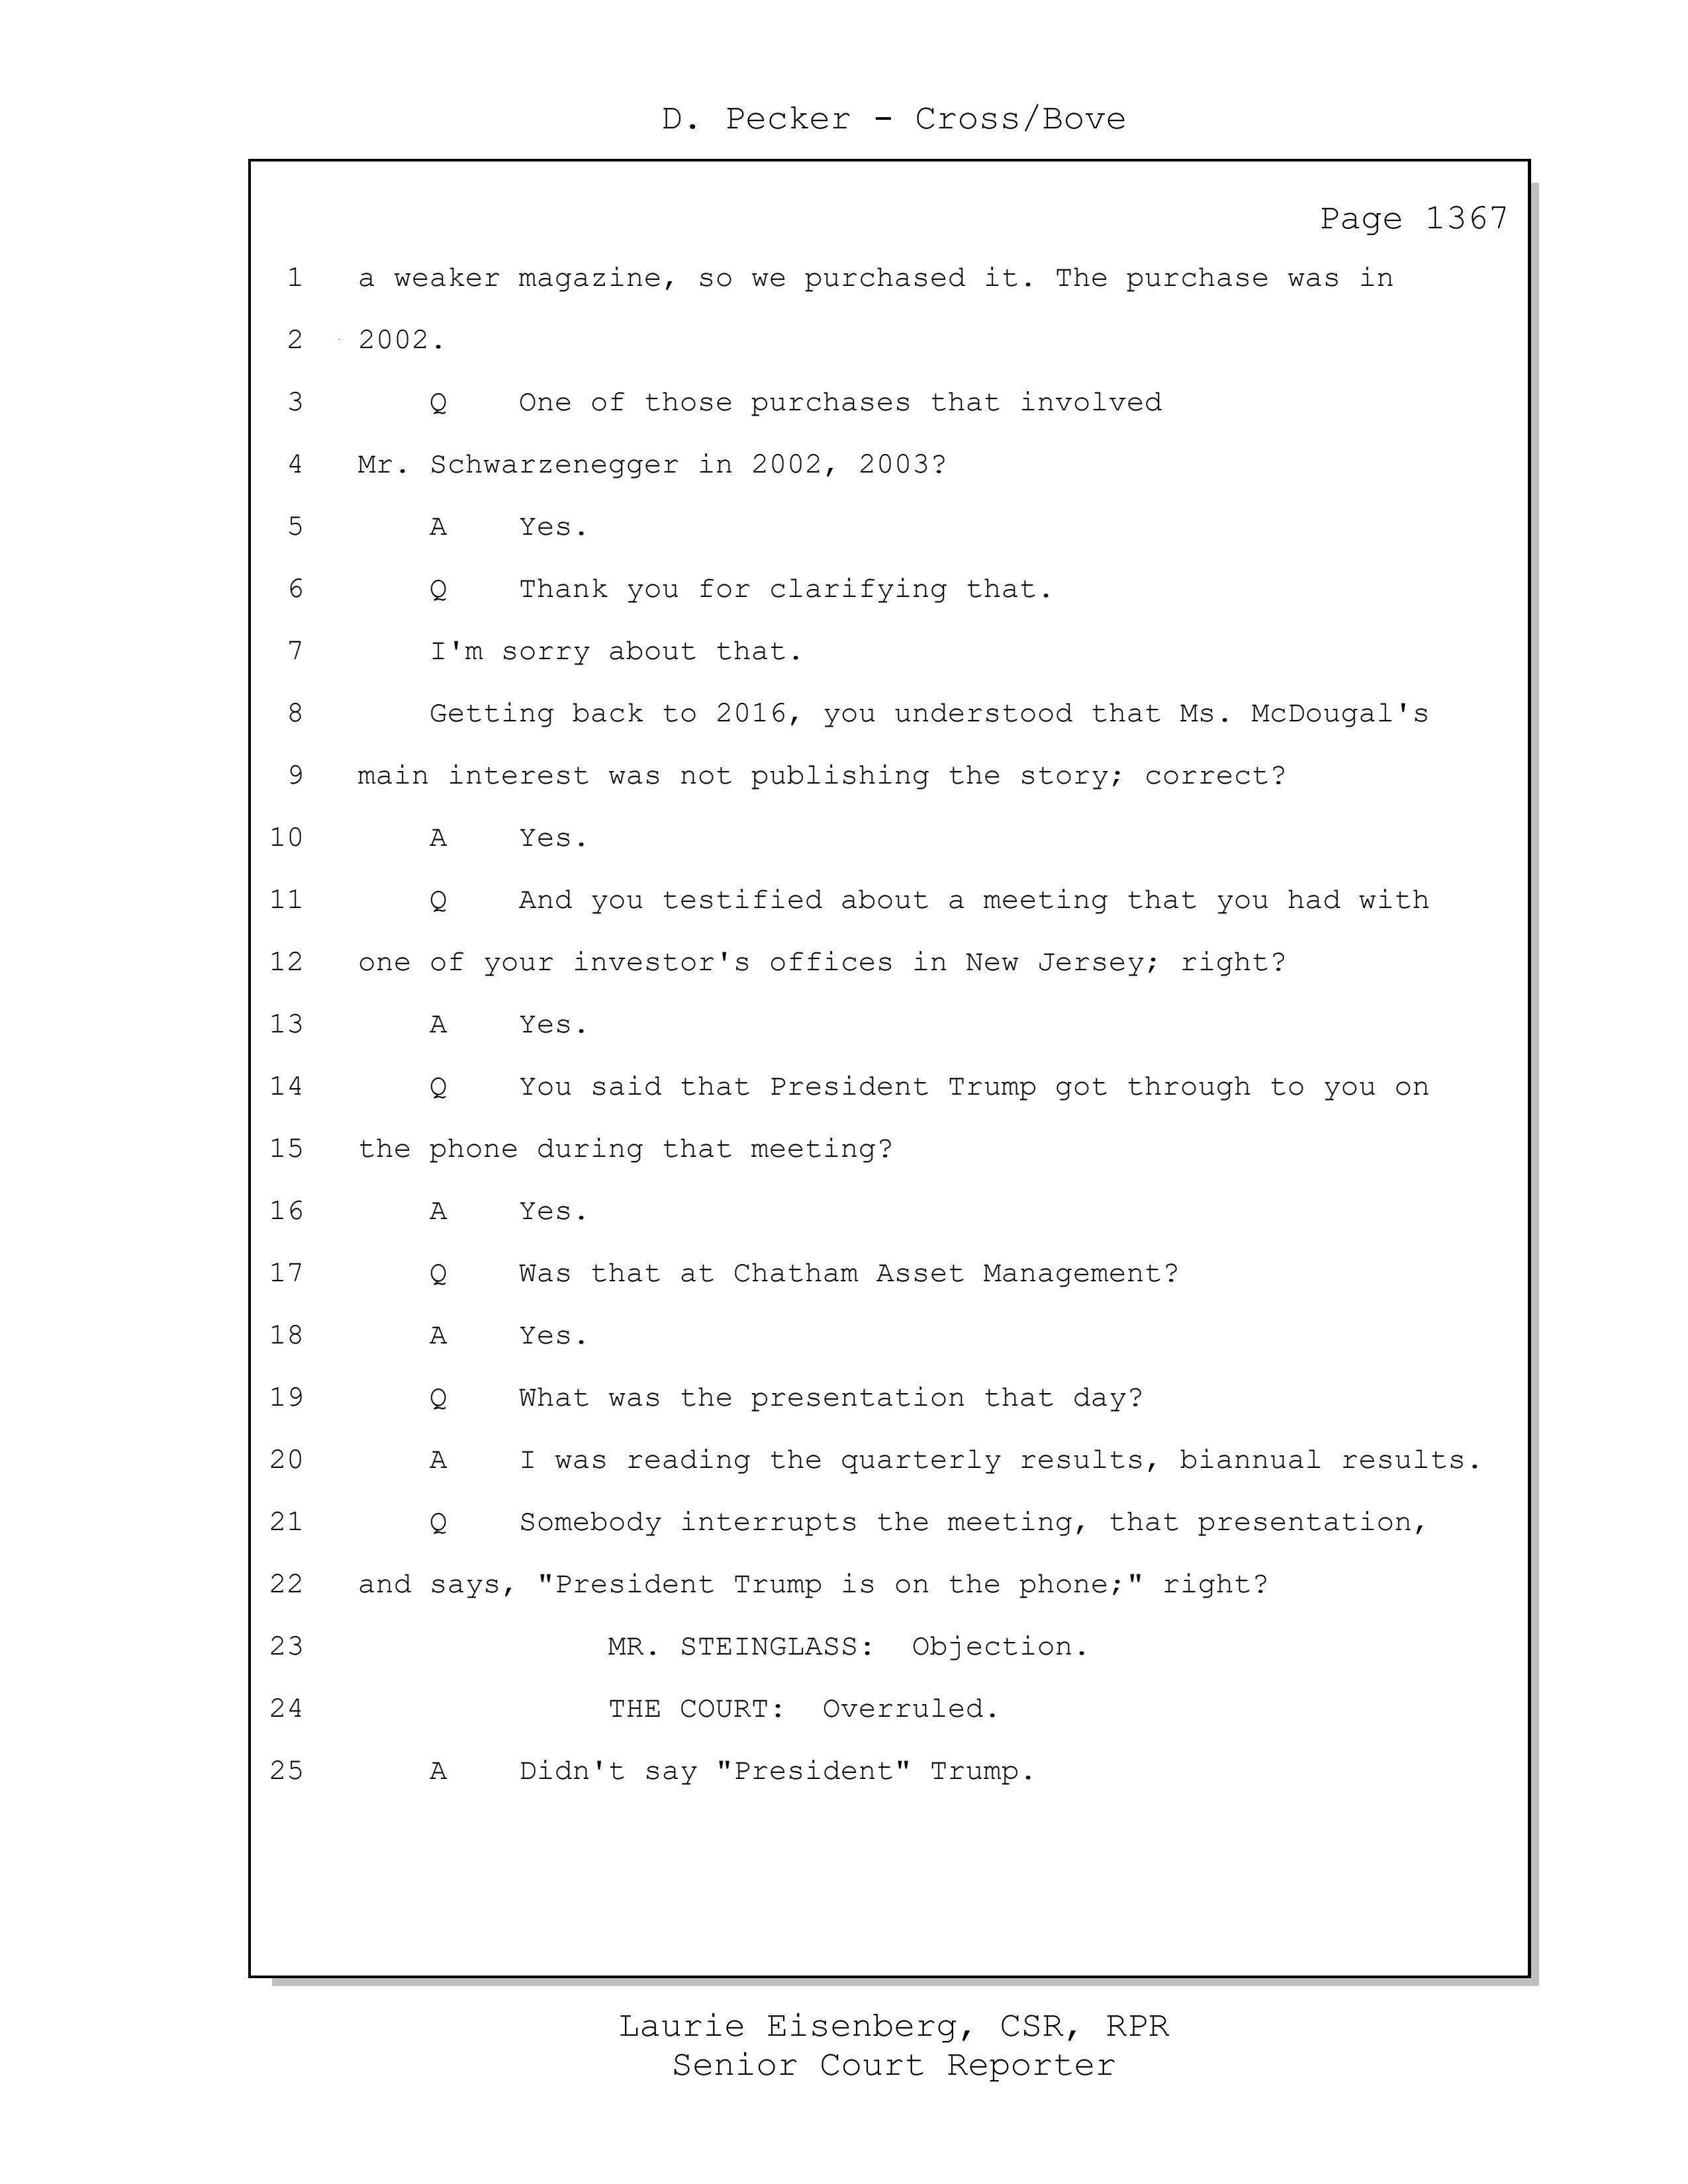 D. Pecker - Cross/Bove
Page 1367
1 a weaker magazine, so we purchased it. The purchase was in
2 2002.
3 Q One of those purchases that involved
4 Mr. Schwarzenegger in 2002, 2003?
5 A Yes.
6 Q Thank you for clarifying that.
7 I'm sorry about that.
8 Getting back to 2016, you understood that Ms. McDougal's
9 main interest was not publishing the story; correct?
10 A Yes.
11 Q And you testified about a meeting that you had with
12 one of your investor's offices in New Jersey; right?
13 A Yes.
14 Q You said that President Trump got through to you on
15 the phone during that meeting?
16 A Yes.
17 Q Was that at Chatham Asset Management?
18 A Yes.
19 Q What was the presentation that day?
20 A I was reading the quarterly results, biannual results.
21 Q Somebody interrupts the meeting, that presentation,
22 and says, "President Trump is on the phone;" right?
23 MR. STEINGLASS: Objection.
24 THE COURT: Overruled.
25 A Didn't say "President" Trump.
Laurie Eisenberg, CSR, RPR
Senior Court Reporter